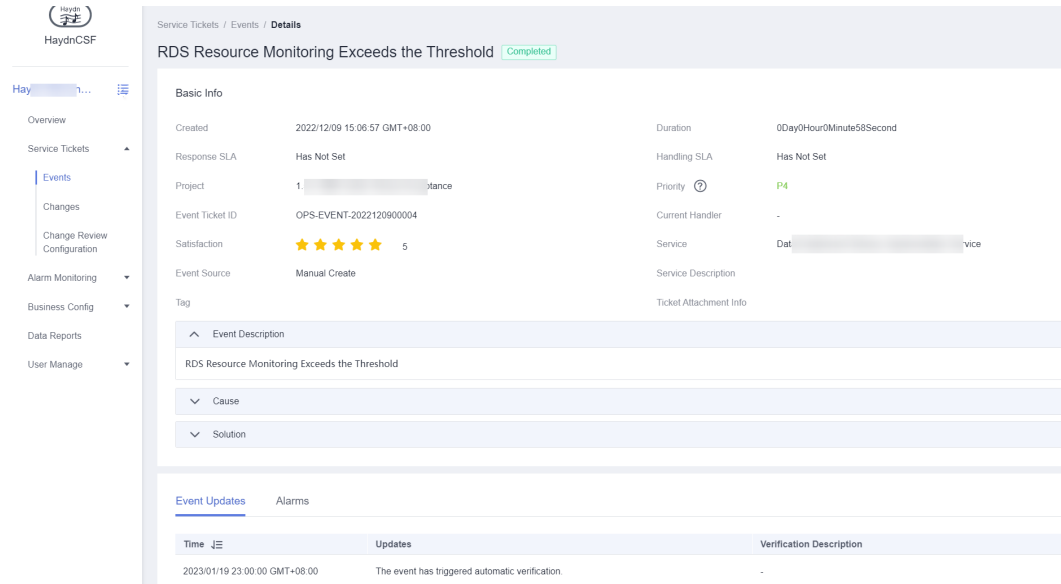 Haydn
HaydnCSF
Hay n...
Overview
Service Tickets
Events
Changes
Change Review
Configuration
Alarm Monitoring
Business Config
Data Reports
User Manage
Service Tickets / Events / Details
RDS Resource Monitoring Exceeds the Threshold Completed
Basic Info
Created 2022/12/09 15:06:57 GMT+08:00 Duration 0Day0Hour0Minute58Second
Response SLA Has Not Set Handling SLA Has Not Set
Project 1. ptance Priority ? P4
Event Ticket ID OPS-EVENT-2022120900004 Current Handler -
Satisfaction 5 Service Dat rvice
Event Source Manual Create Service Description
Tag Ticket Attachment Info
Event Description
RDS Resource Monitoring Exceeds the Threshold
Cause
Solution
Event Updates Alarms
Time Updates Verification Description
2023/01/19 23:00:00 GMT+08:00 The event has triggered automatic verification. -